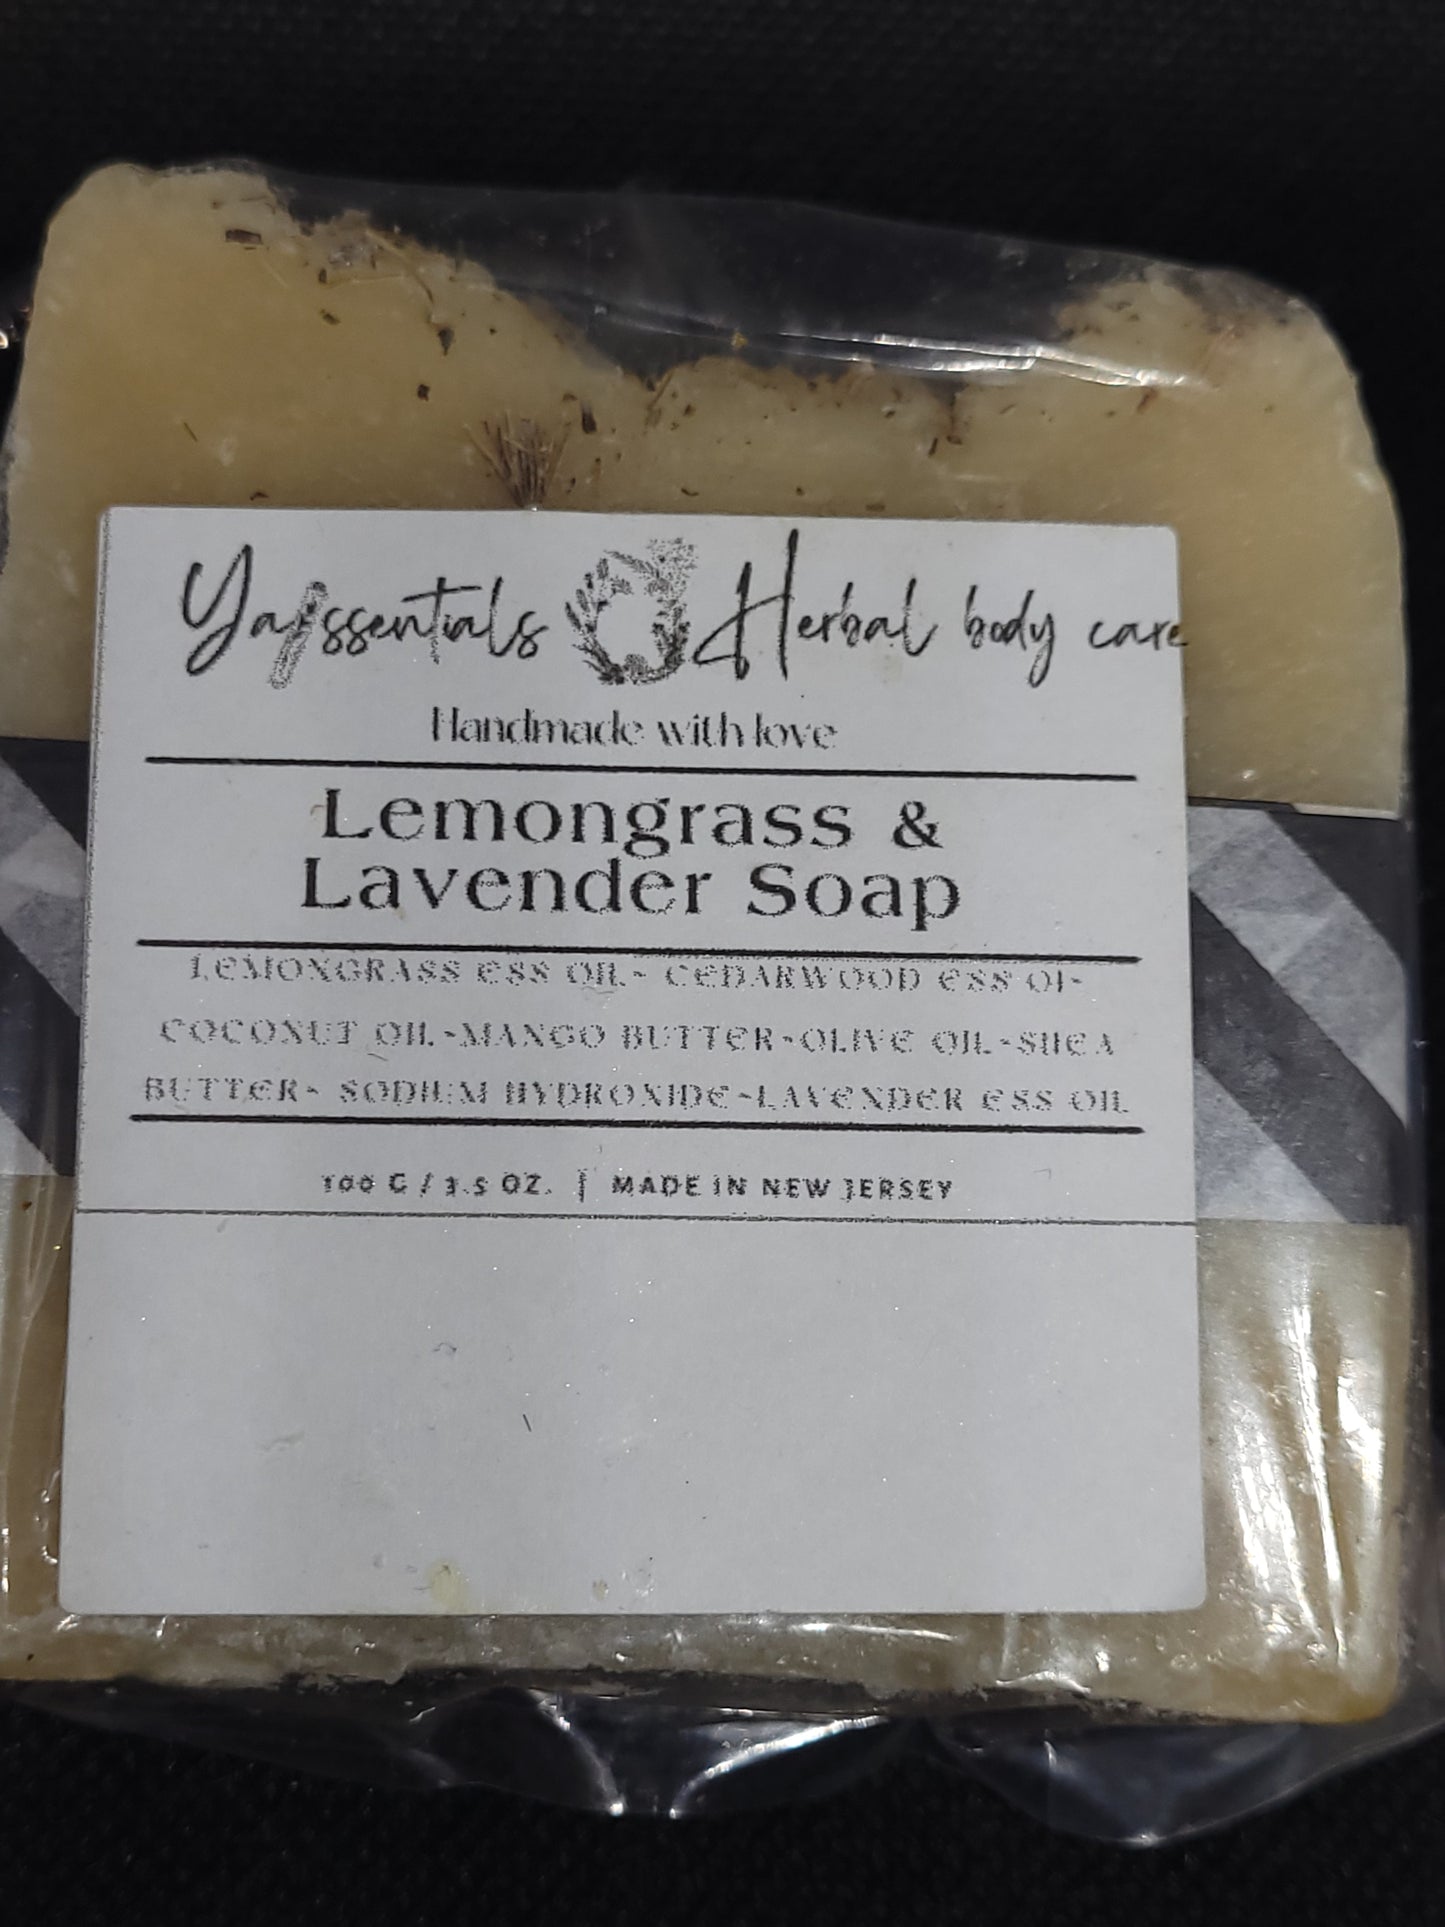 Herbal body care
Handmade with love
Lemongrass &
Lavender Soap
LEMONGRASS ESS OIL- CEDARWOOD ESS OI-
COCONUT OIL-MANGO BUTTER-OLIVE OIL-SHEA
BUTTER- SODIUM HYDROXIDE-LAVENDER ESS OIL
100 G / 3.5 OZ. | MADE IN NEW JERSEY